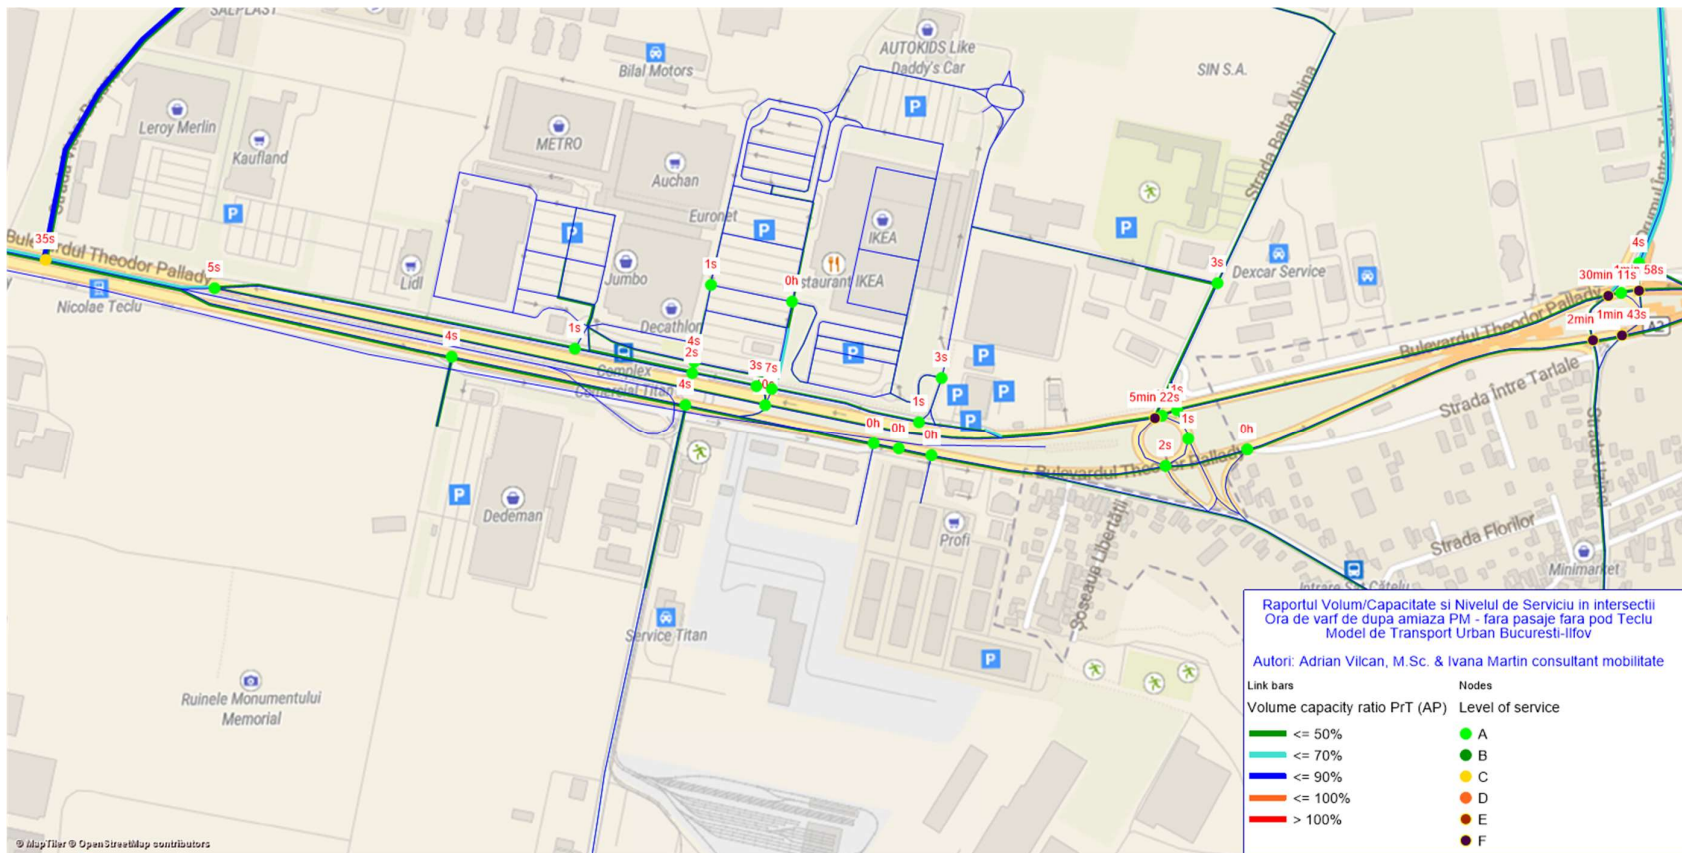 SALPLAST
AUTOKIDS Like
Daddy's Car
SIN S.A.
Bilal Motors
Leroy Merlin
Kaufland
METRO
Auchan
Euronet
IKEA
Strada Balta Albina
Dexcar Service
35s
Bulevardul Theodor Pallady
5s
Nicolae Teclu
Lidl
Jumbo
Decathlon
1s
0h
3s
4s
30min 11s
58s
2min
1min 43s
A2
Bulevardul Theodor Pallady
4s
1s
4s
2s
3s
7s
3s
Complex
Comercial Titan
4s
1s
0h
0h
0h
5min 22s
1s
1s
2s
0h
Bulevardul Theodor Pallady
Strada Între Tarlale
Strada Florilor
Minimarket
Dedeman
Profi
Șoseaua Libertății
Service Titan
Ruinele Monumentului
Memorial
Raportul Volum/Capacitate si Nivelul de Serviciu in intersectii
Ora de varf de dupa amiaza PM - fara pasaje fara pod Teclu
Model de Transport Urban Bucuresti-Ilfov
Autori: Adrian Vilcan, M.Sc. & Ivana Martin consultant mobilitate
Link bars
Nodes
Volume capacity ratio PrT (AP)
Level of service
<= 50%
A
<= 70%
B
<= 90%
C
<= 100%
D
> 100%
E
F
© MapTiler © OpenStreetMap contributors